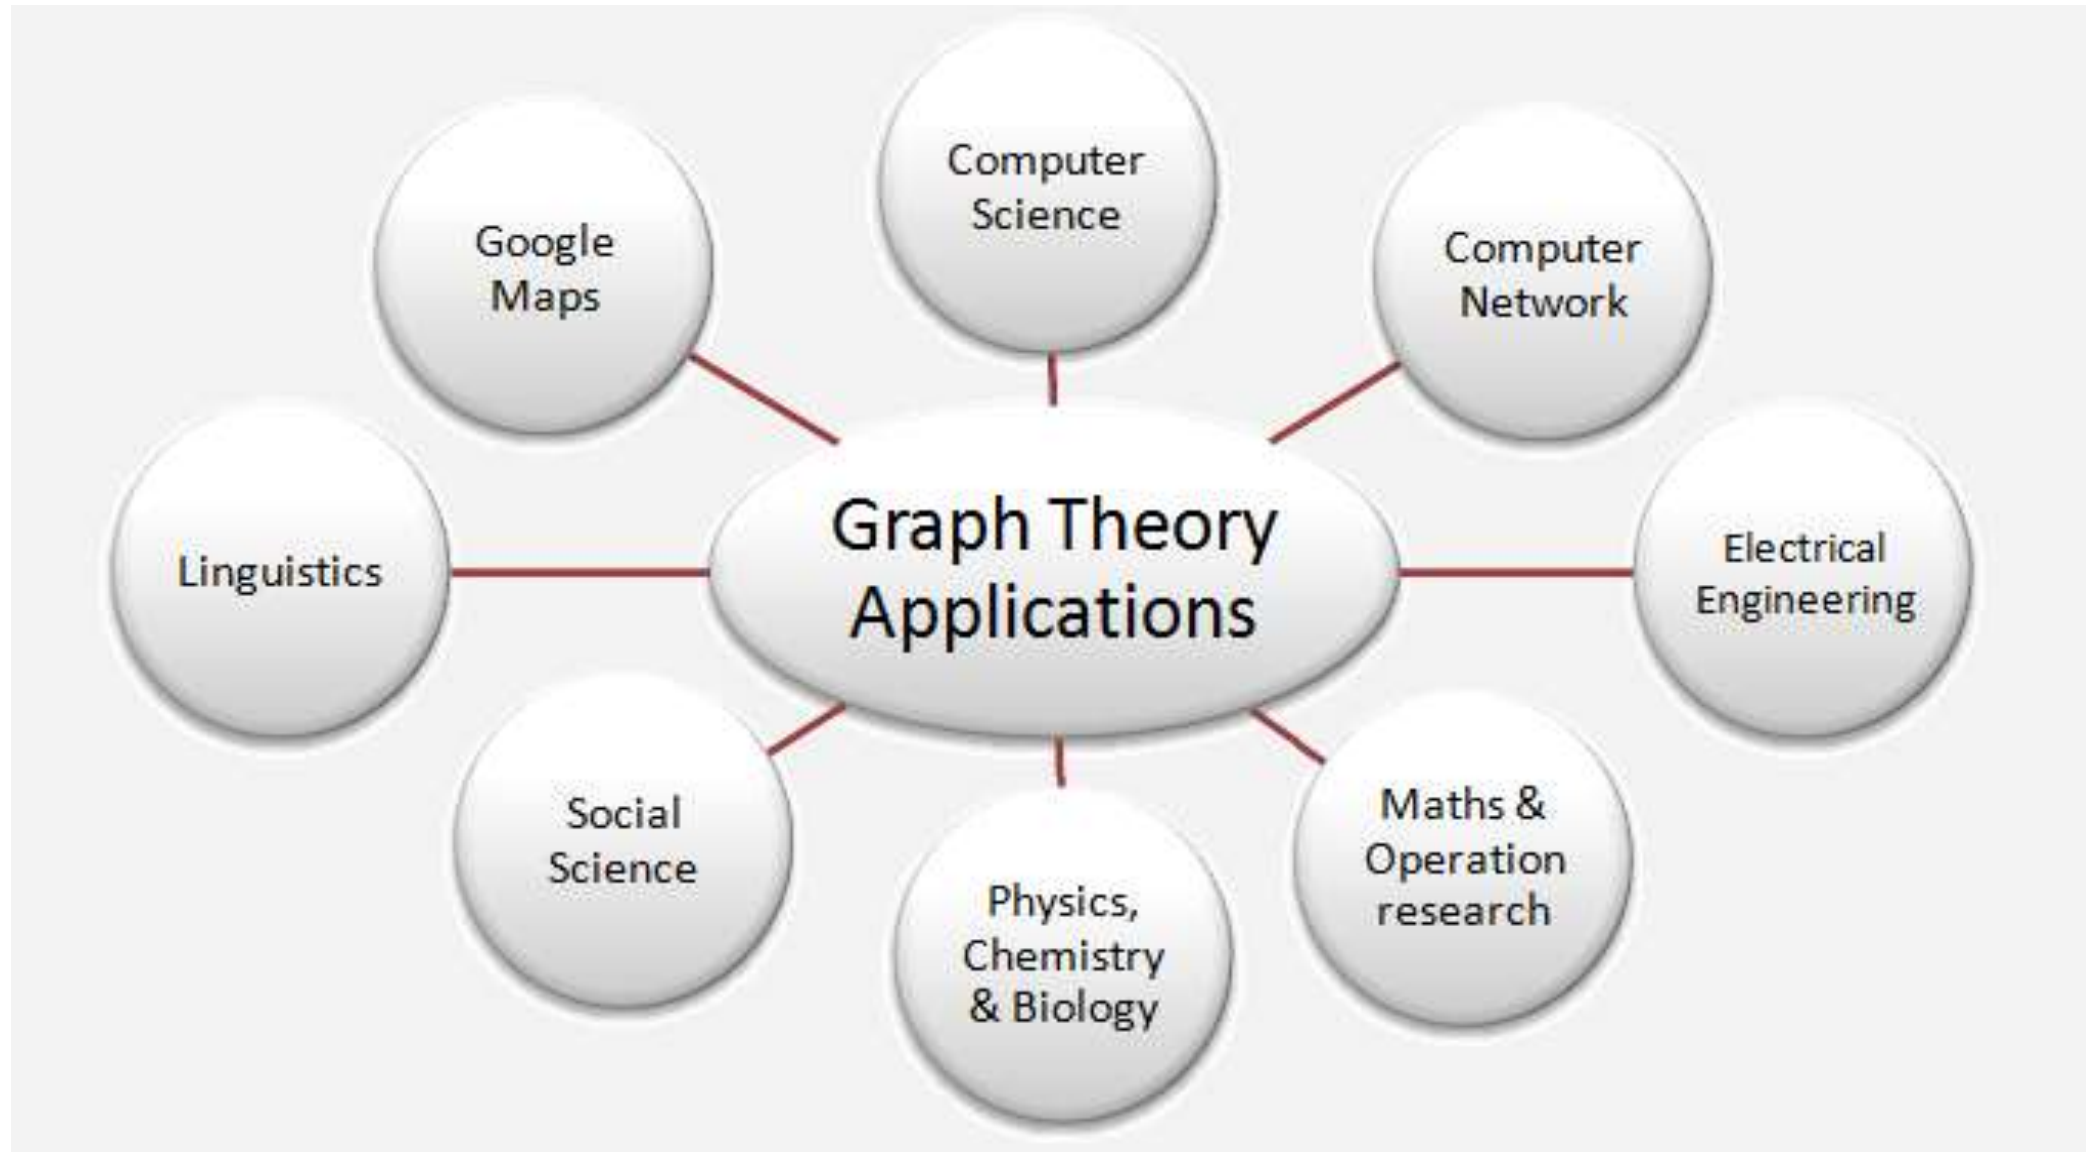 Computer
Science
Google
Maps
Computer
Network
Linguistics
Graph Theory
Applications
Electrical
Engineering
Social
Science
Physics,
Chemistry
& Biology
Maths &
Operation
research